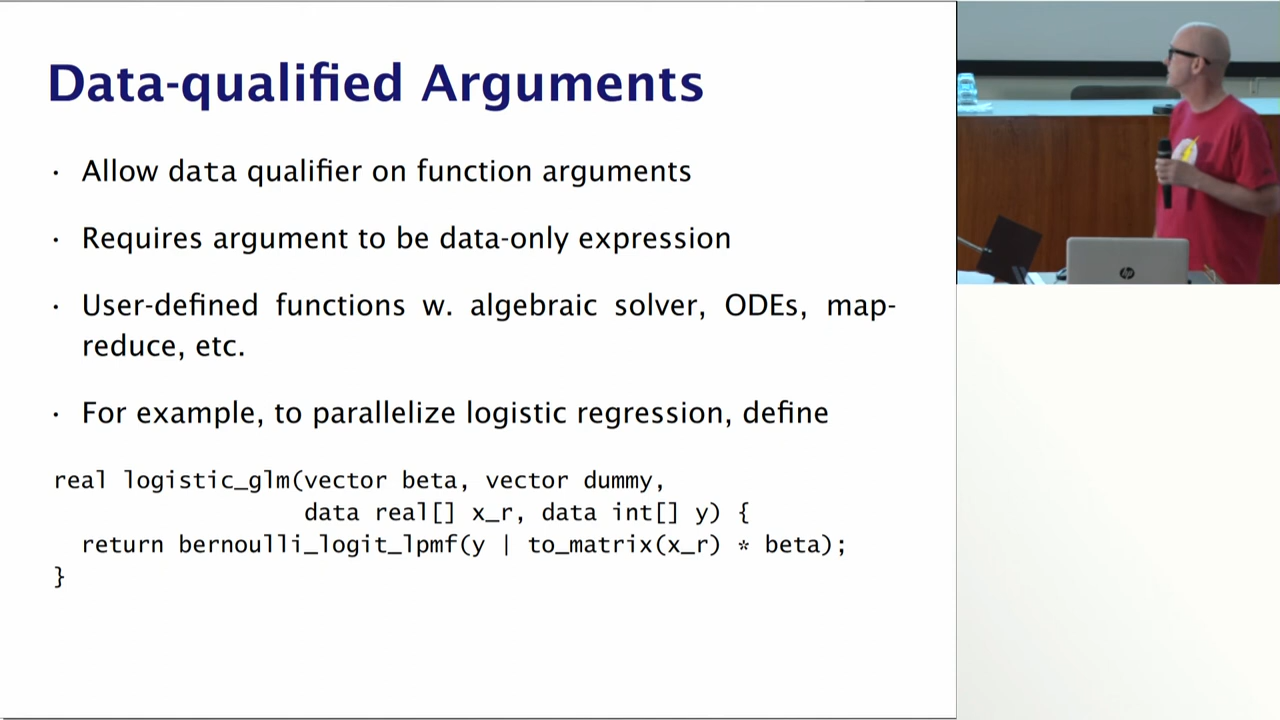 Data-qualified Arguments
· Allow data qualifier on function arguments
· Requires argument to be data-only expression
· User-defined functions w. algebraic solver, ODEs, map-
reduce, etc.
· For example, to parallelize logistic regression, define
real logistic_glm(vector beta, vector dummy,
data real[] x_r, data int[] y) {
return bernoulli_logit_lpmf(y | to_matrix(x_r) * beta);
}
hp